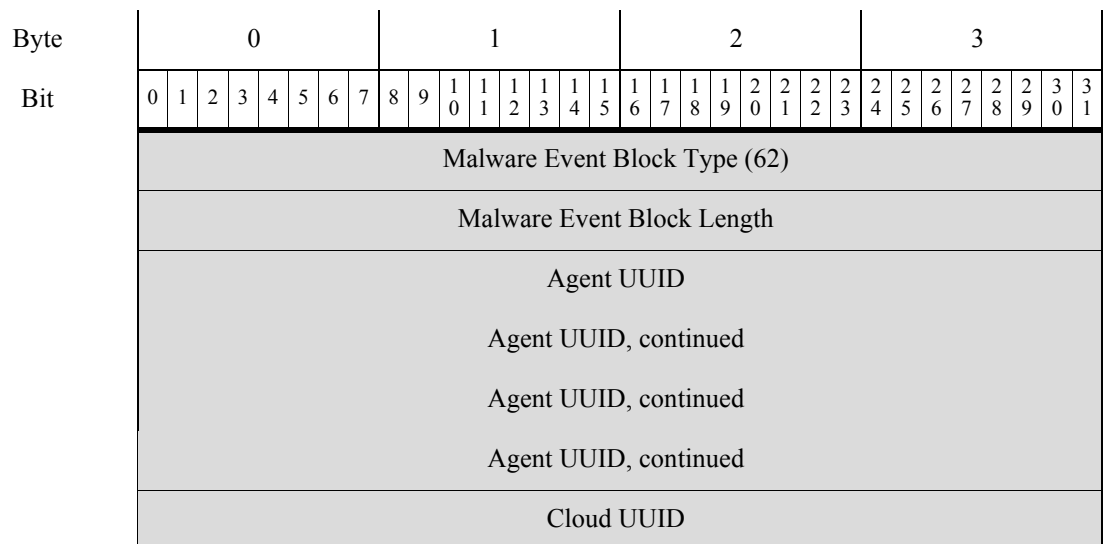 Byte 0 1 2 3
Bit 0 1 2 3 4 5 6 7 8 9 10 11 12 13 14 15 16 17 18 19 20 21 22 23 24 25 26 27 28 29 30 31
Malware Event Block Type (62)
Malware Event Block Length
Agent UUID
Agent UUID, continued
Agent UUID, continued
Agent UUID, continued
Cloud UUID